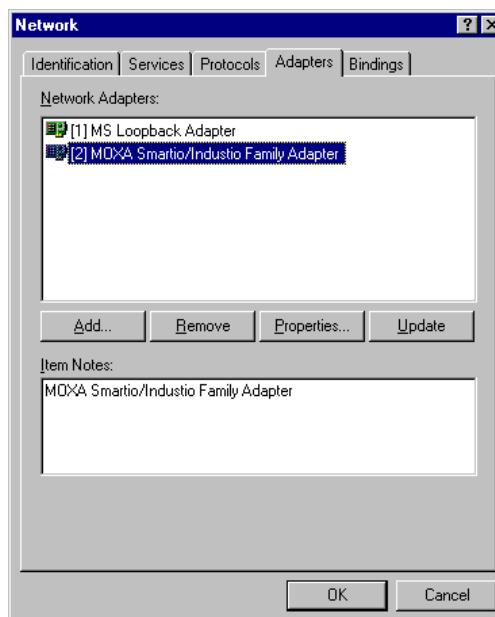 Network
Identification Services Protocols Adapters Bindings
Network Adapters:
[1] MS Loopback Adapter
[2] MOXA Smartio/Industio Family Adapter
Add... Remove Properties... Update
Item Notes:
MOXA Smartio/Industio Family Adapter
OK Cancel